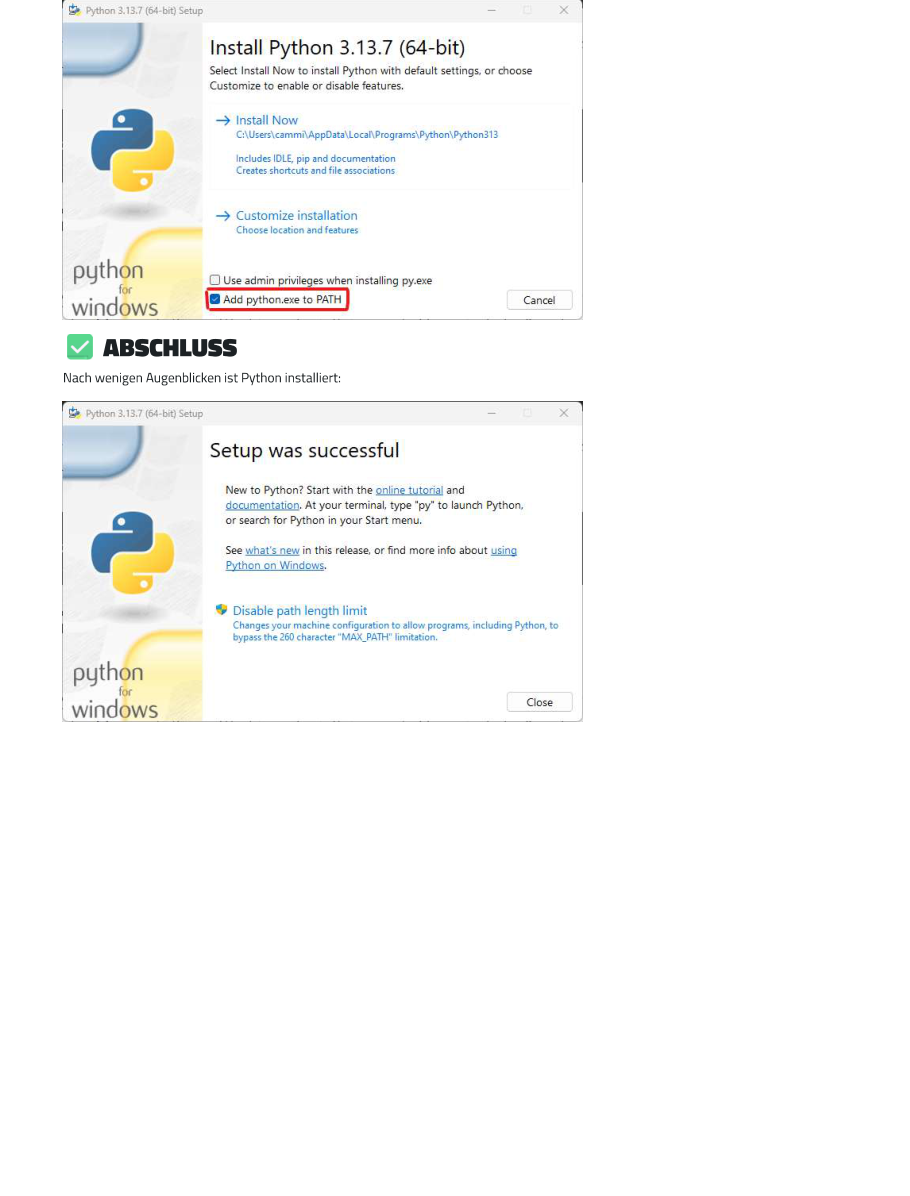 Python 3.13.7 (64-bit) Setup
Install Python 3.13.7 (64-bit)
Select Install Now to install Python with default settings, or choose
Customize to enable or disable features.
Install Now
C:\Users\cammi\AppData\Local\Programs\Python\Python313
Includes IDLE, pip and documentation
Creates shortcuts and file associations
Customize installation
Choose location and features
python
for
windows
Use admin privileges when installing py.exe
Add python.exe to PATH
Cancel
ABSCHLUSS
Nach wenigen Augenblicken ist Python installiert:
Python 3.13.7 (64-bit) Setup
Setup was successful
New to Python? Start with the online tutorial and
documentation. At your terminal, type "py" to launch Python,
or search for Python in your Start menu.
See what's new in this release, or find more info about using
Python on Windows.
Disable path length limit
Changes your machine configuration to allow programs, including Python, to
bypass the 260 character "MAX_PATH" limitation.
python
for
windows
Close